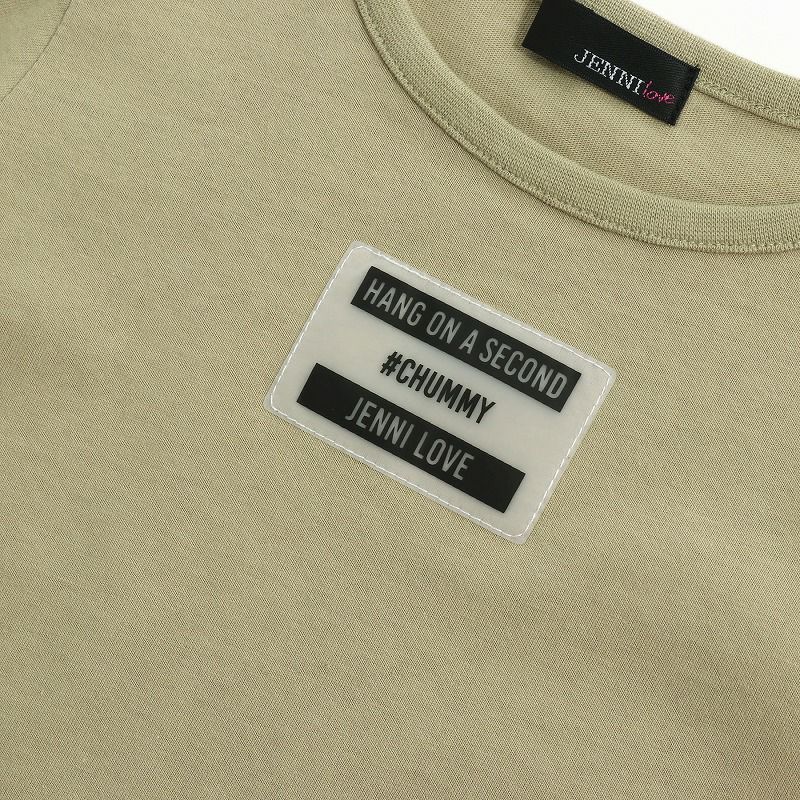 JENNI love
HANG ON A SECOND
#CHUMMY
JENNI LOVE